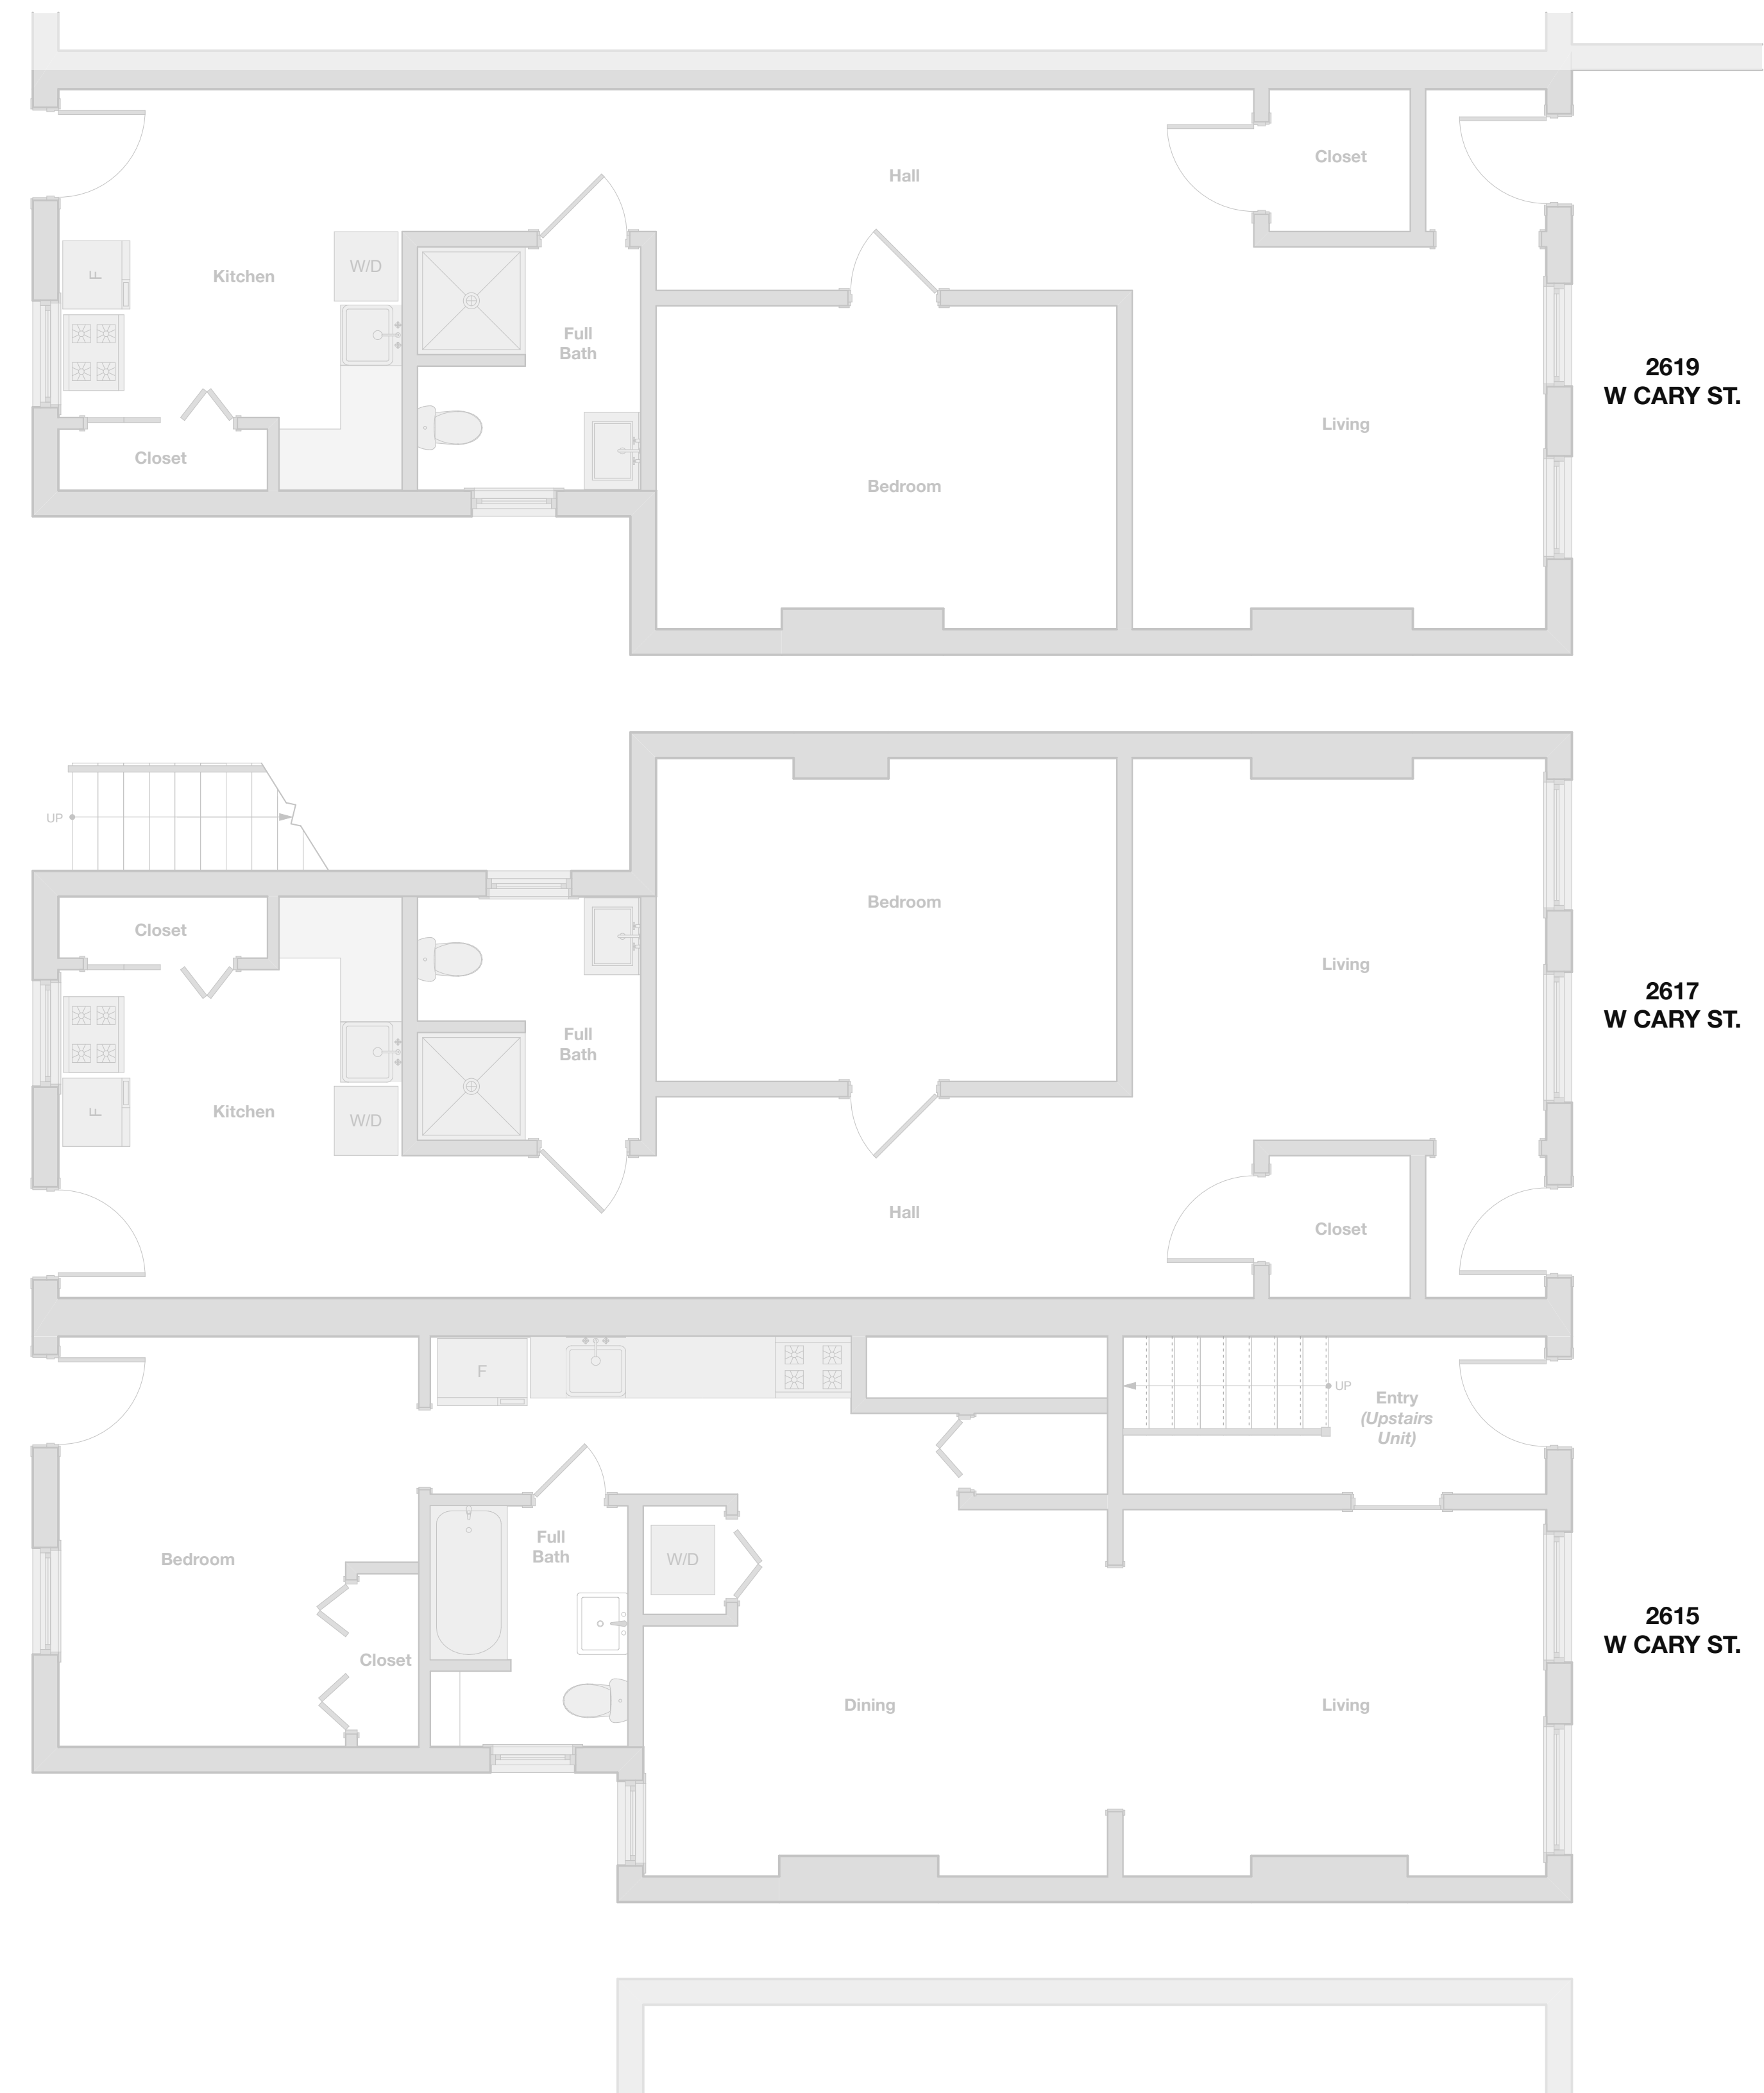 Closet
Hall
W/D
Kitchen
F
Full
Bath
2619
W CARY ST.
Living
Closet
Bedroom
UP
Bedroom
Closet
Living
2617
W CARY ST.
Full
Bath
F
Kitchen
W/D
Hall
Closet
F
UP
Entry
(Upstairs
Unit)
Full
Bath
Bedroom
W/D
2615
W CARY ST.
Closet
Dining
Living